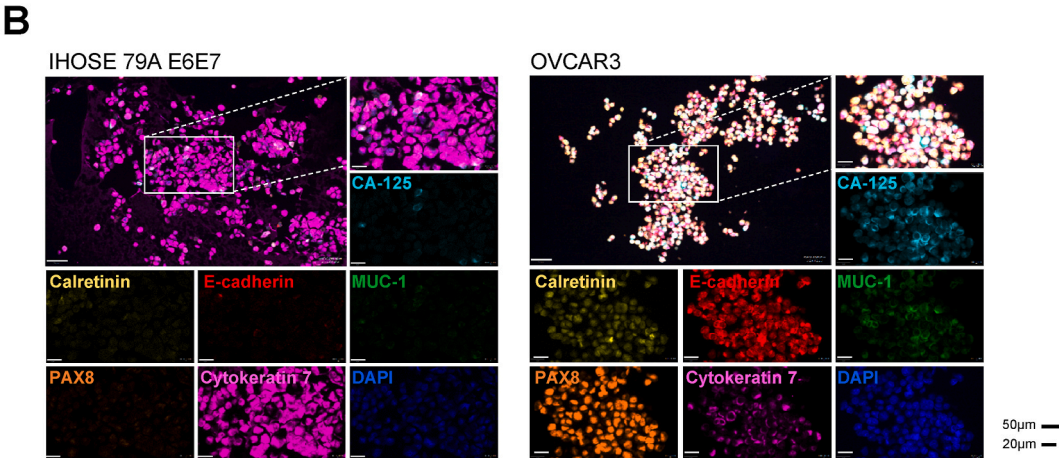 B
IHOSE 79A E6E7
OVCAR3
CA-125
CA-125
Calretinin
E-cadherin
MUC-1
Calretinin
E-cadherin
MUC-1
PAX8
Cytokeratin 7
DAPI
PAX8
Cytokeratin 7
DAPI
50μm
20μm